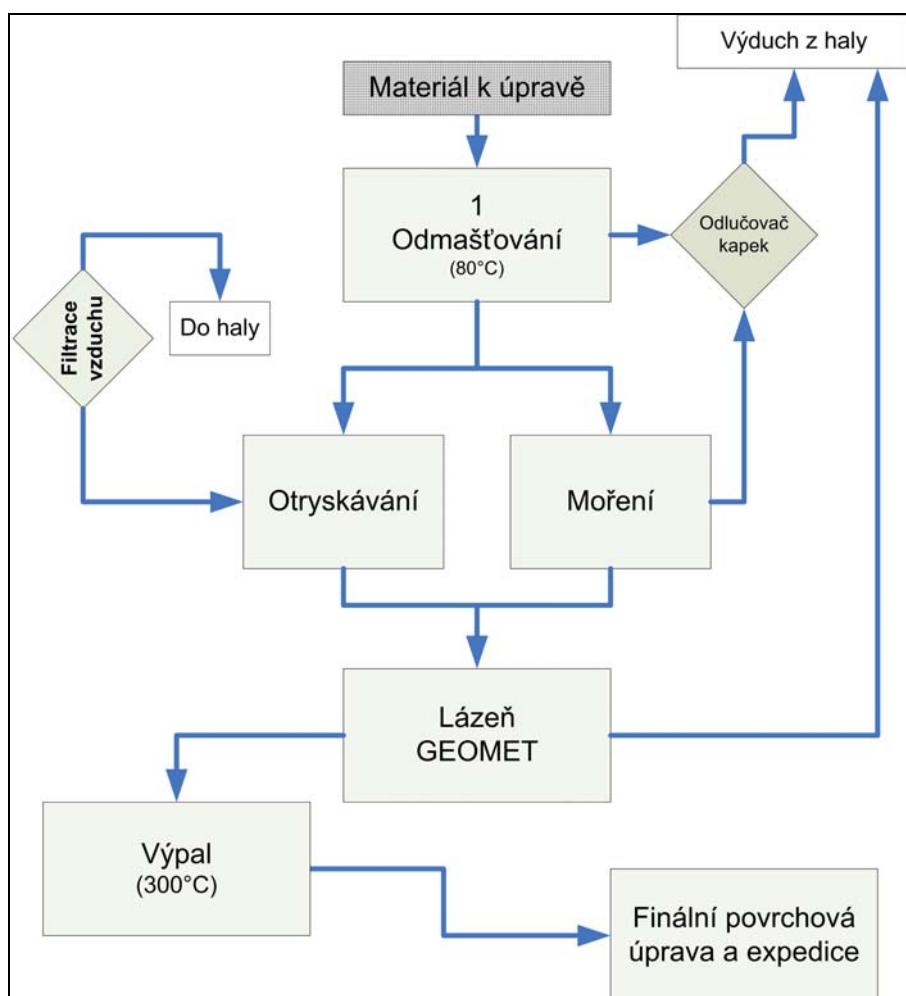 Výduch z haly
Materiál k úpravě
1
Odmašťování
(80°C)
Odlučovač
kapek
Filtrace
vzduchu
Do haly
Otryskávání
Moření
Lázeň
GEOMET
Výpal
(300°C)
Finální povrchová
úprava a expedice